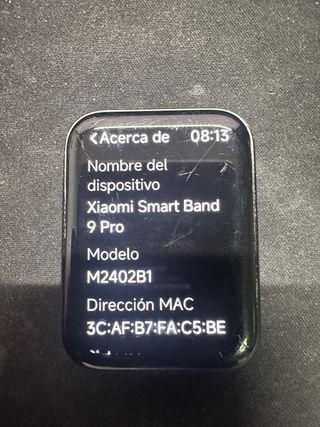 <Acerca de 08:13
Nombre del
dispositivo
Xiaomi Smart Band
9 Pro
Modelo
M2402B1
Dirección MAC
3C:AF:B7:FA:C5:BE